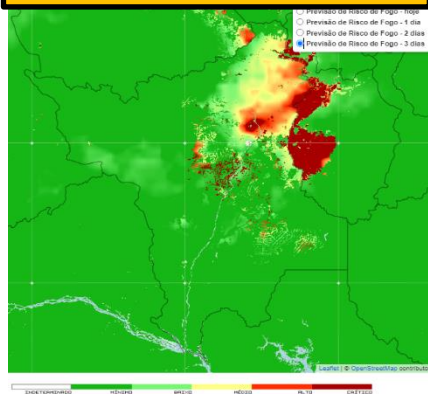 Previsão de Risco de Fogo - hoje
Previsão de Risco de Fogo - 1 dia
Previsão de Risco de Fogo - 2 dias
Previsão de Risco de Fogo - 3 dias
Leaflet | © OpenStreetMap contributo
INDETERMINADO MÍNIMO BAIXO MÉDIO ALTO CRÍTICO